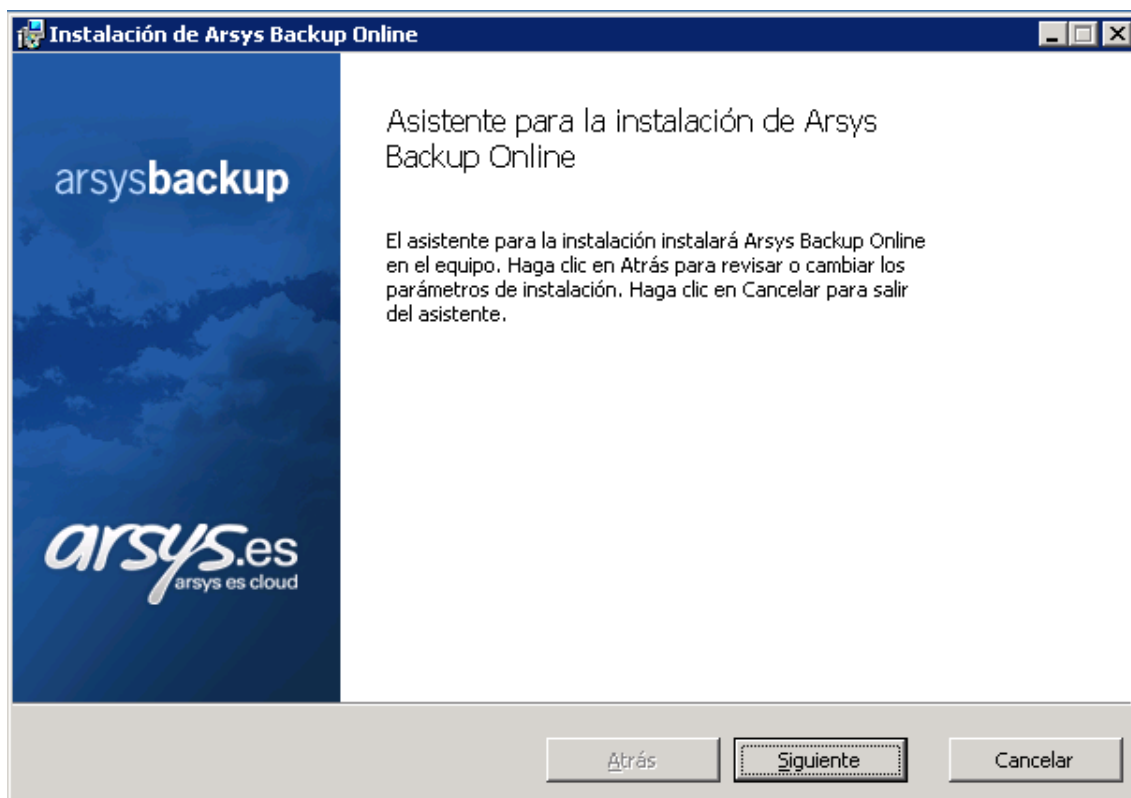 Instalación de Arsys Backup Online
arsysbackup
Asistente para la instalación de Arsys
Backup Online
El asistente para la instalación instalará Arsys Backup Online
en el equipo. Haga clic en Atrás para revisar o cambiar los
parámetros de instalación. Haga clic en Cancelar para salir
del asistente.
arsys.es
arsys es cloud
Atrás
Siguiente
Cancelar